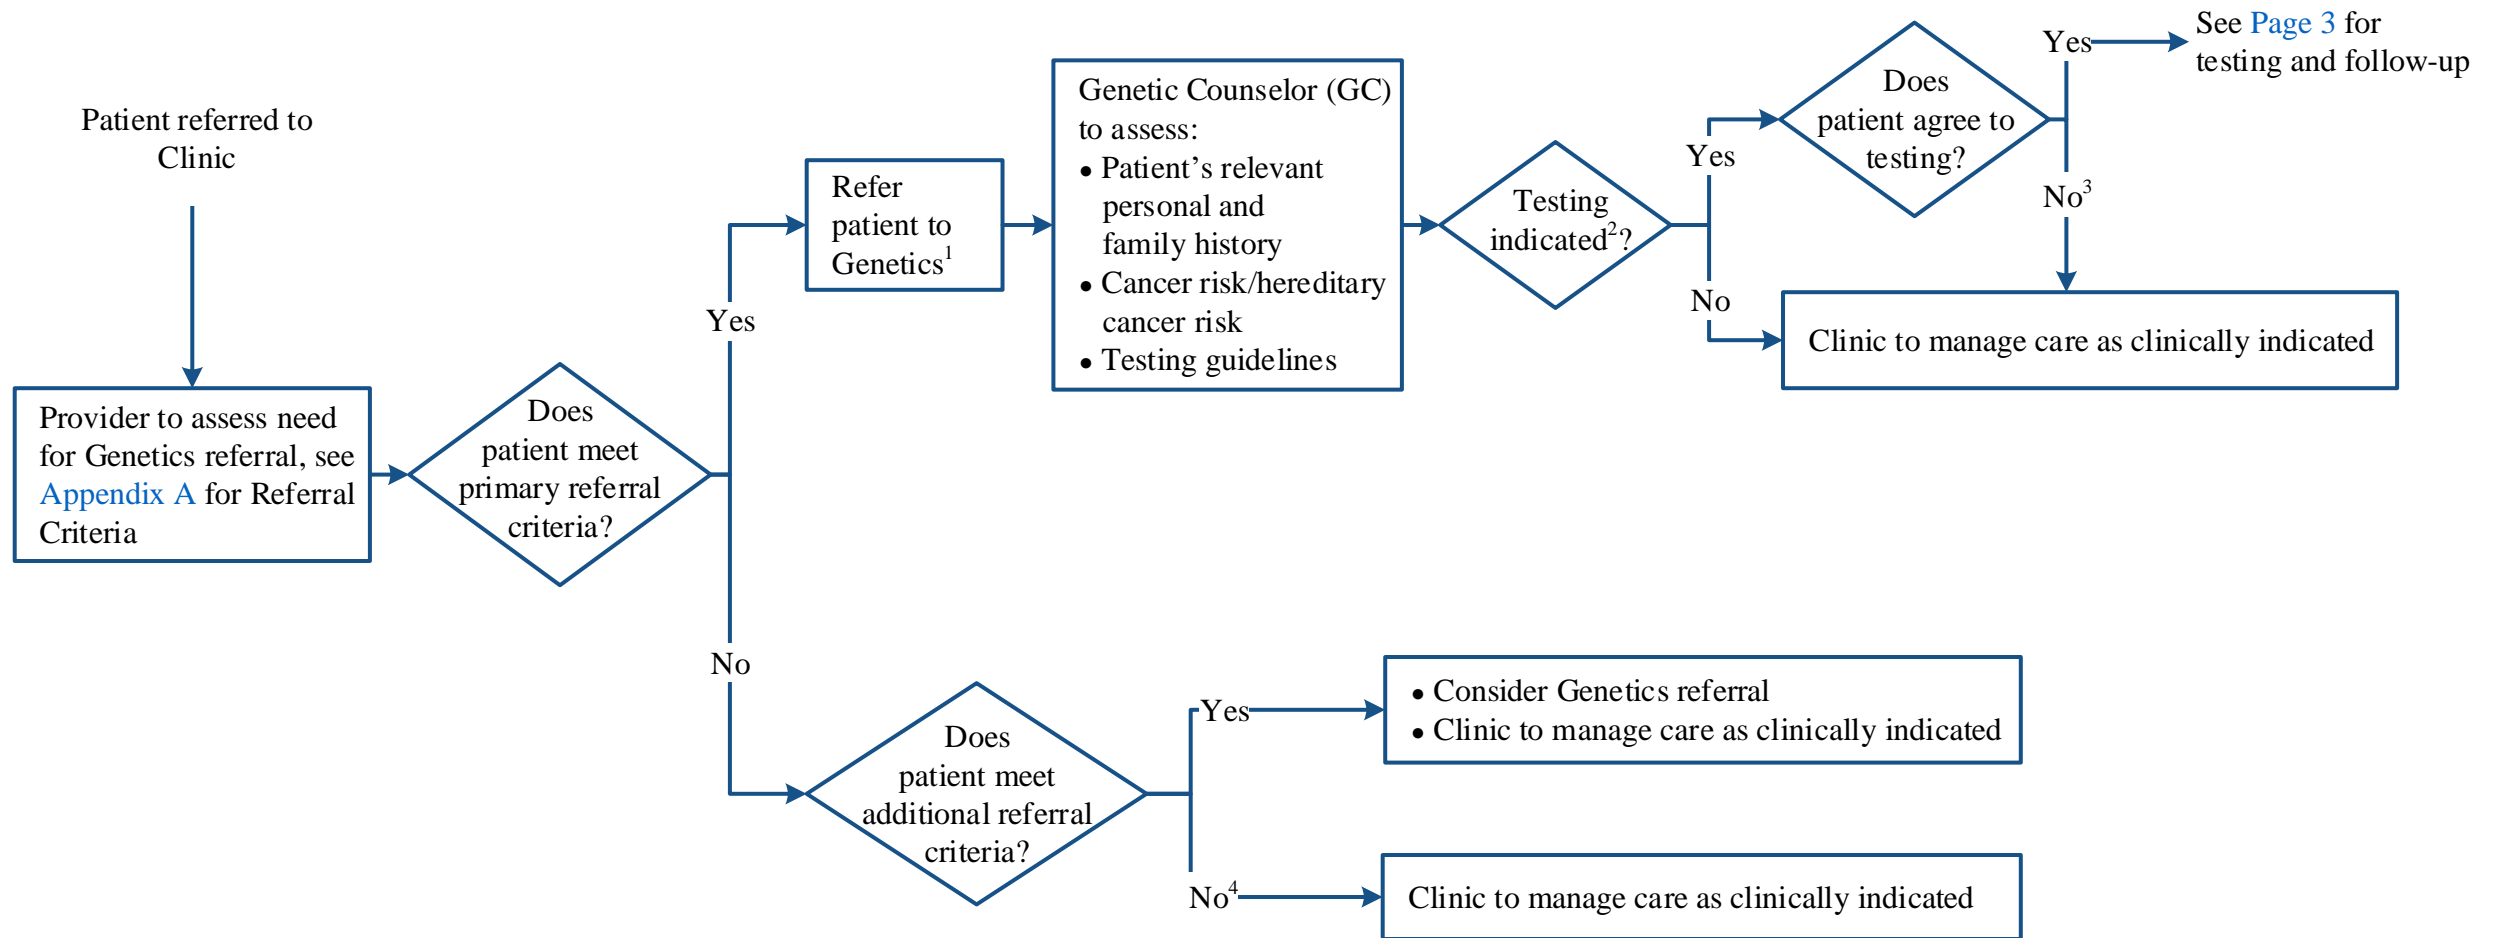 Patient referred to
Clinic
Provider to assess need
for Genetics referral, see
Appendix A for Referral
Criteria
Does
patient meet
primary referral
criteria?
Yes
Refer
patient to
Genetics1
Genetic Counselor (GC)
to assess:
● Patient’s relevant
personal and
family history
● Cancer risk/hereditary
cancer risk
● Testing guidelines
Testing
indicated2?
Yes
Does
patient agree to
testing?
Yes
See Page 3 for
testing and follow-up
No3
No
Clinic to manage care as clinically indicated
No
Does
patient meet
additional referral
criteria?
Yes
● Consider Genetics referral
● Clinic to manage care as clinically indicated
No4
Clinic to manage care as clinically indicated